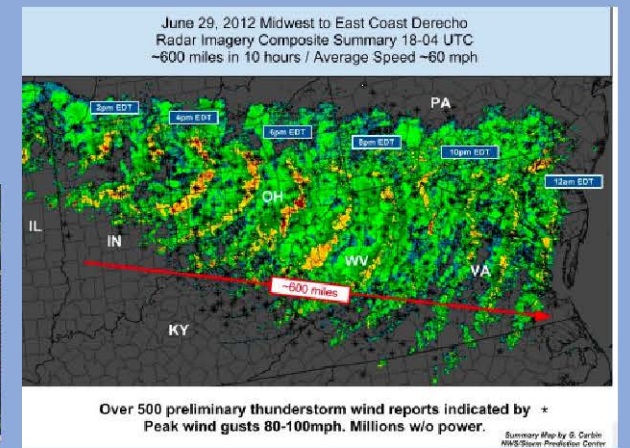 June 29, 2012 Midwest to East Coast Derecho
Radar Imagery Composite Summary 18-04 UTC
~600 miles in 10 hours / Average Speed ~60 mph
PA
2pm EDT
4pm EDT
6pm EDT
8pm EDT
10pm EDT
12am EDT
OH
IL
IN
WV
VA
~600 miles
KY
Over 500 preliminary thunderstorm wind reports indicated by *
Peak wind gusts 80-100mph. Millions w/o power.
Summary Map by G. Carbin
NWS/Storm Prediction Center